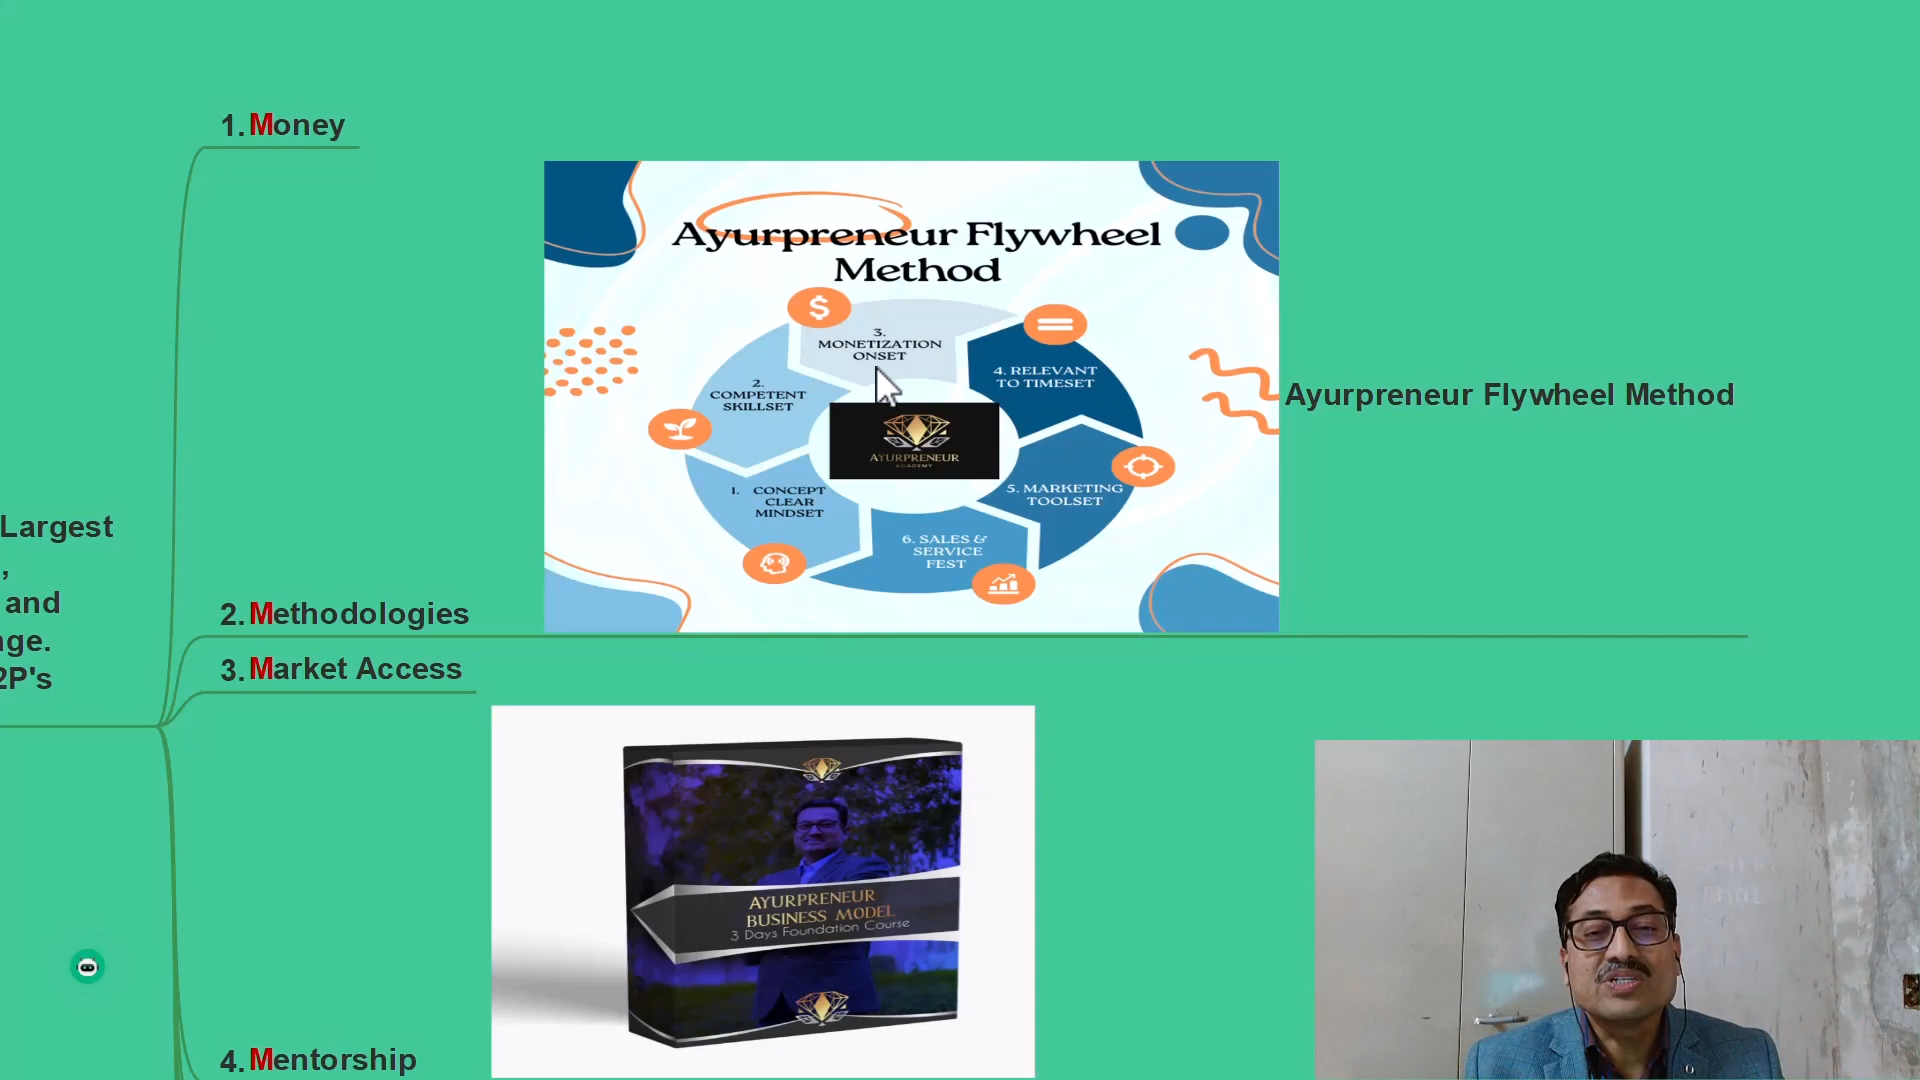 1. Money
Ayurpreneur Flywheel
Method
3.
MONETIZATION
ONSET
4. RELEVANT
TO TIMESET
2.
COMPETENT
SKILLSET
Ayurpreneur Flywheel Method
AYURPRENEUR
ACADEMY
1. CONCEPT
CLEAR
MINDSET
5. MARKETING
TOOLSET
6. SALES &
SERVICE
FEST
Largest
,
and
nge.
2P's
2. Methodologies
3. Market Access
AYURPRENEUR
BUSINESS MODEL
3 Days Foundation Course
4. Mentorship